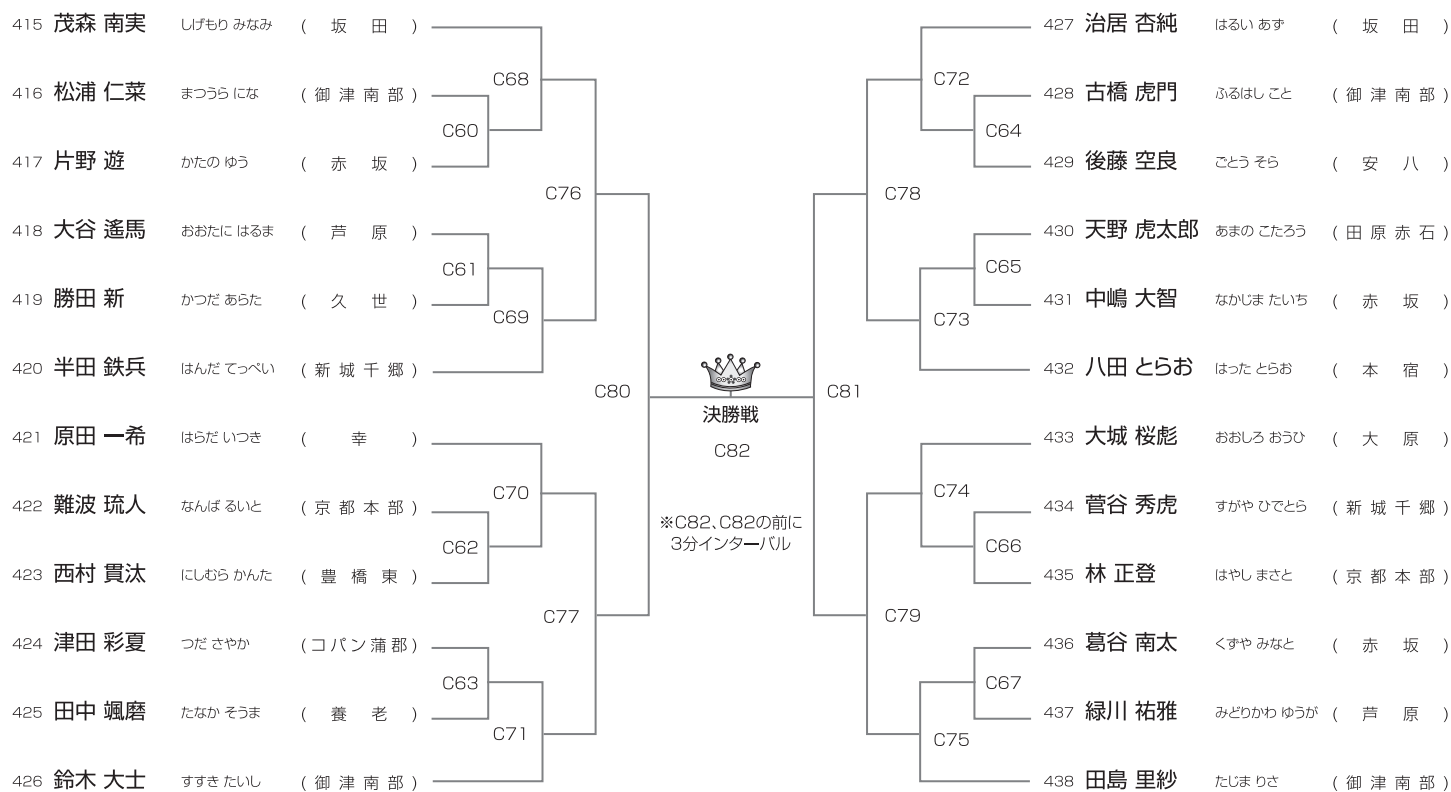 415 茂森 南実 しげもり みなみ ( 坂 田 )
416 松浦 仁菜 まつうら にな ( 御 津 南 部 )
417 片野 遊 かたの ゆう ( 赤 坂 )
418 大谷 遙馬 おおたに はるま ( 芦 原 )
419 勝田 新 かつだ あらた ( 久 世 )
420 半田 鉄兵 はんだ てっぺい ( 新 城 千 郷 )
421 原田 一希 はらだ いつき ( 幸 )
422 難波 琉人 なんば るいと ( 京 都 本 部 )
423 西村 貫汰 にしむら かんた ( 豊 橋 東 )
424 津田 彩夏 つだ さやか ( コパン蒲郡 )
425 田中 颯磨 たなか そうま ( 養 老 )
426 鈴木 大士 すすき たいし ( 御 津 南 部 )
C60
C61
C62
C63
C68
C69
C70
C71
C76
C77
C80
決勝戦
C82
※C82、C82の前に
3分インターバル
C81
C78
C79
C72
C73
C74
C75
C64
C65
C66
C67
427 治居 杏純 はるい あず ( 坂 田 )
428 古橋 虎門 ふるはし こと ( 御 津 南 部 )
429 後藤 空良 ごとう そら ( 安 八 )
430 天野 虎太郎 あまの こたろう ( 田 原 赤 石 )
431 中嶋 大智 なかじま たいち ( 赤 坂 )
432 八田 とらお はった とらお ( 本 宿 )
433 大城 桜彪 おおしろ おうひ ( 大 原 )
434 菅谷 秀虎 すがや ひでとら ( 新 城 千 郷 )
435 林 正登 はやし まさと ( 京 都 本 部 )
436 葛谷 南太 くずや みなと ( 赤 坂 )
437 緑川 祐雅 みどりかわ ゆうが ( 芦 原 )
438 田島 里紗 たじま りさ ( 御 津 南 部 )